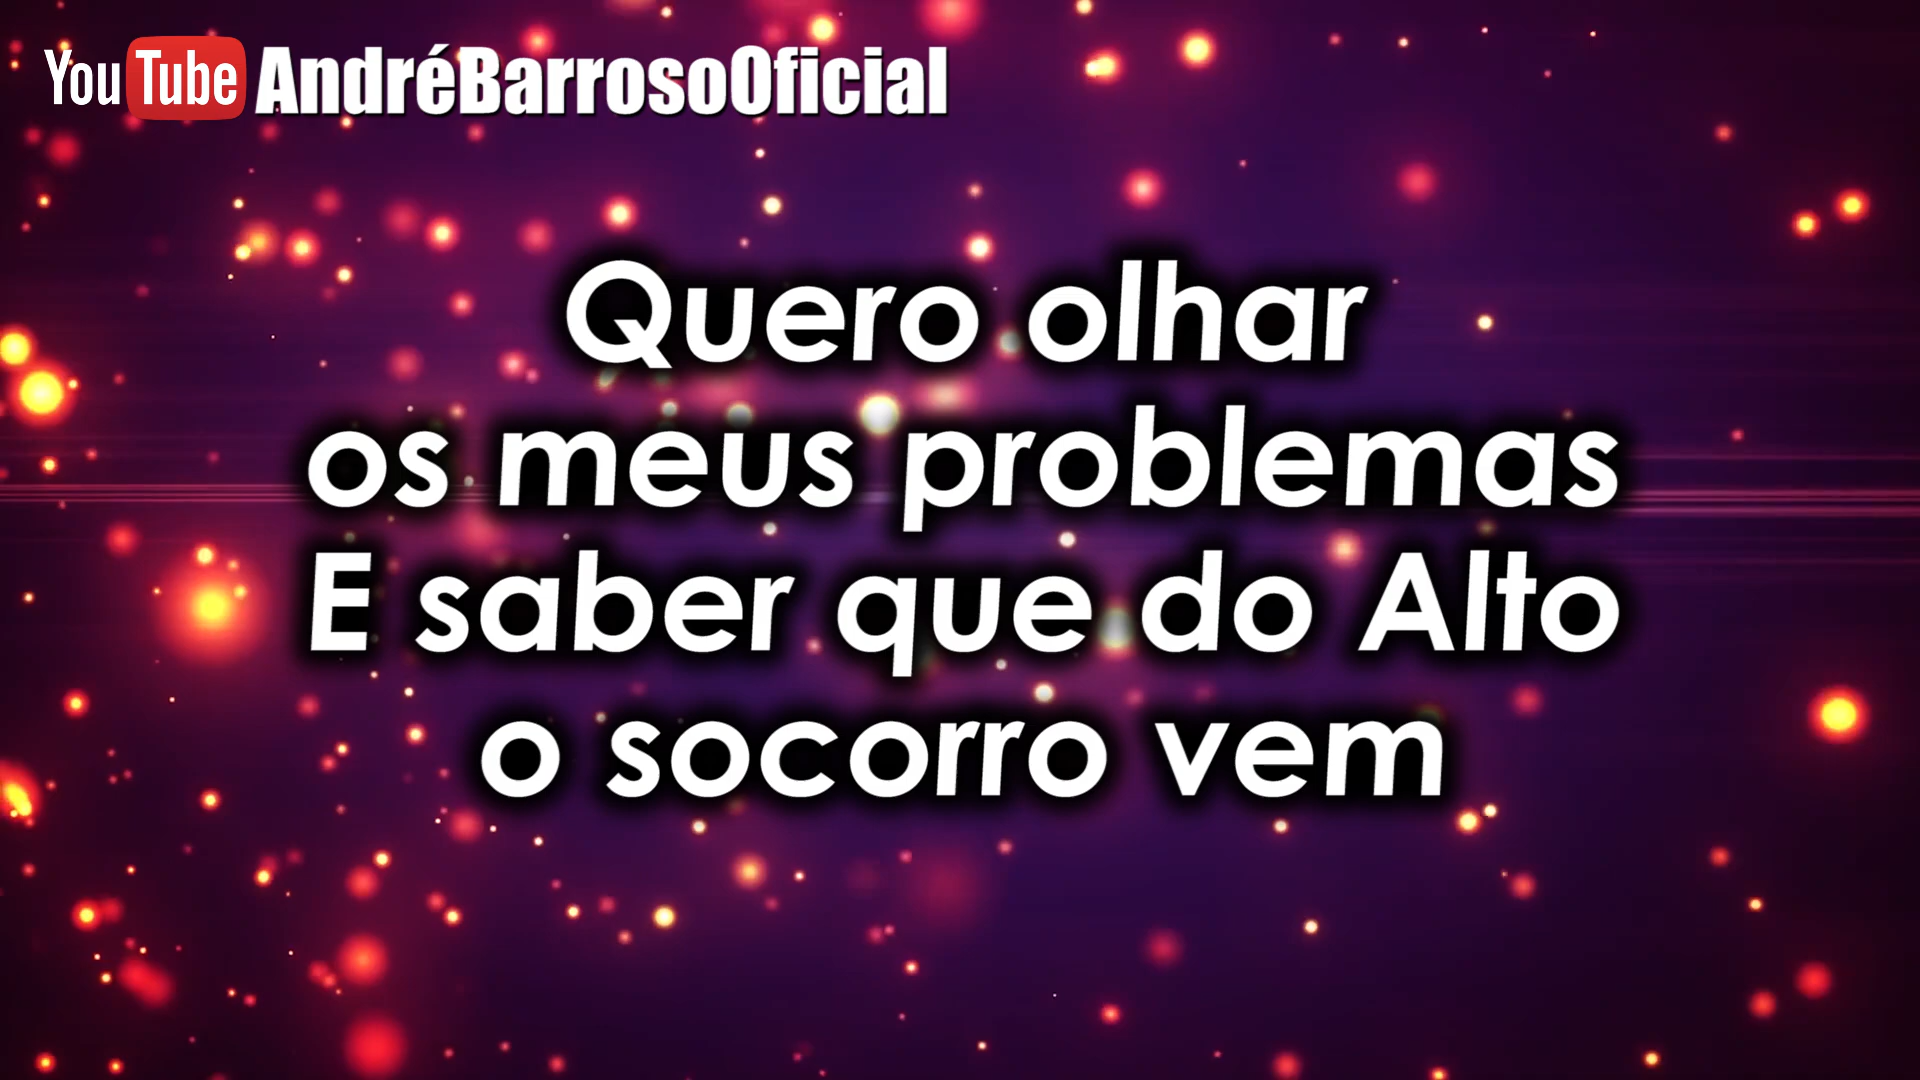 YouTube AndréBarrosoOficial
Quero olhar
os meus problemas
E saber que do Alto
o socorro vem